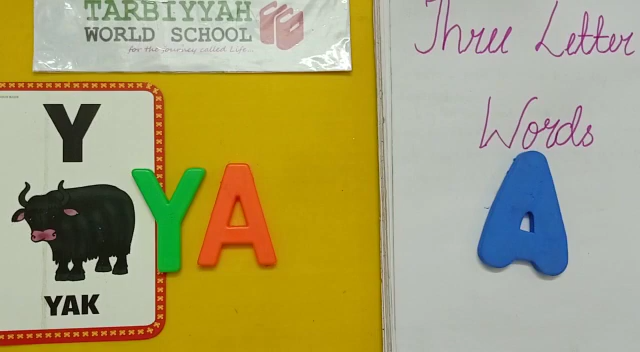 TARBIYYAH
WORLD SCHOOL
for the journey called Life...
Three Letter
Words
Y
YA
A
YAK